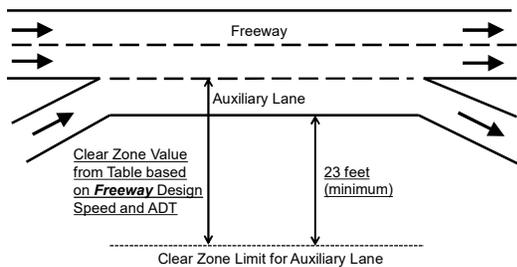 Freeway
Auxiliary Lane
Clear Zone Value
from Table based
on Freeway Design
Speed and ADT
23 feet
(minimum)
Clear Zone Limit for Auxiliary Lane